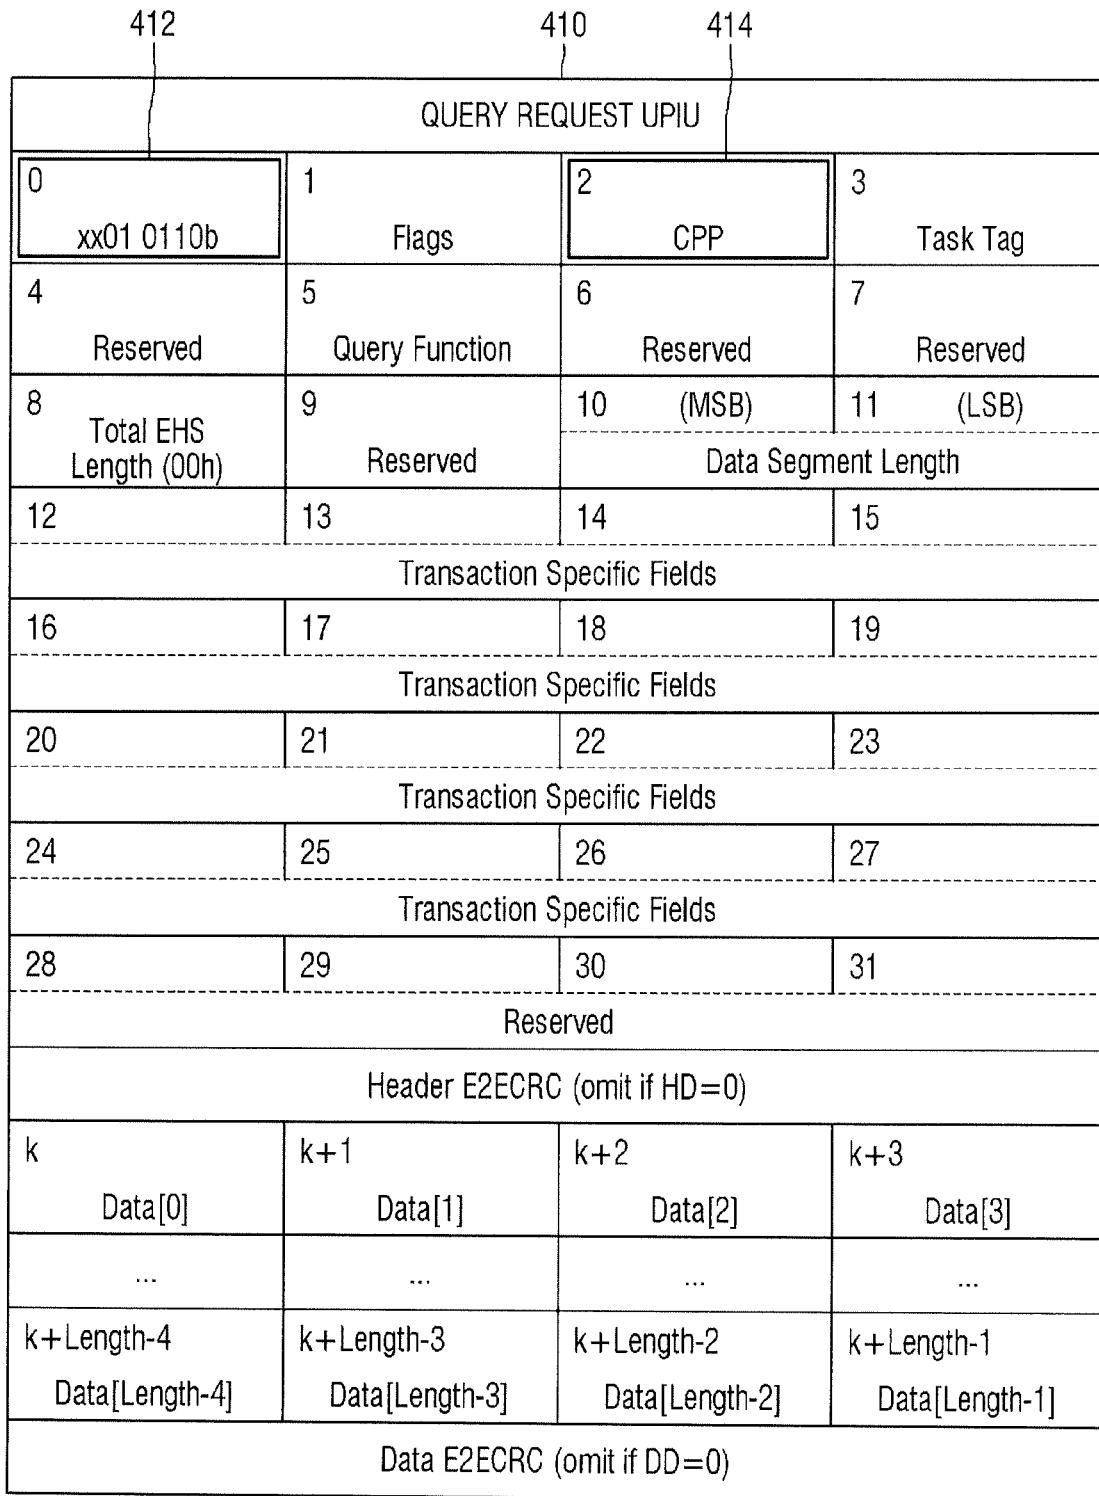 412 410 414
QUERY REQUEST UPIU
0 1 2 3
xx01 0110b Flags CPP Task Tag
4 5 6 7
Reserved Query Function Reserved Reserved
8 9 10 (MSB) 11 (LSB)
Total EHS
Length (00h) Reserved Data Segment Length
12 13 14 15
Transaction Specific Fields
16 17 18 19
Transaction Specific Fields
20 21 22 23
Transaction Specific Fields
24 25 26 27
Transaction Specific Fields
28 29 30 31
Reserved
Header E2ECRC (omit if HD=0)
k k+1 k+2 k+3
Data[0] Data[1] Data[2] Data[3]
... ... ... ...
k+Length-4 k+Length-3 k+Length-2 k+Length-1
Data[Length-4] Data[Length-3] Data[Length-2] Data[Length-1]
Data E2ECRC (omit if DD=0)